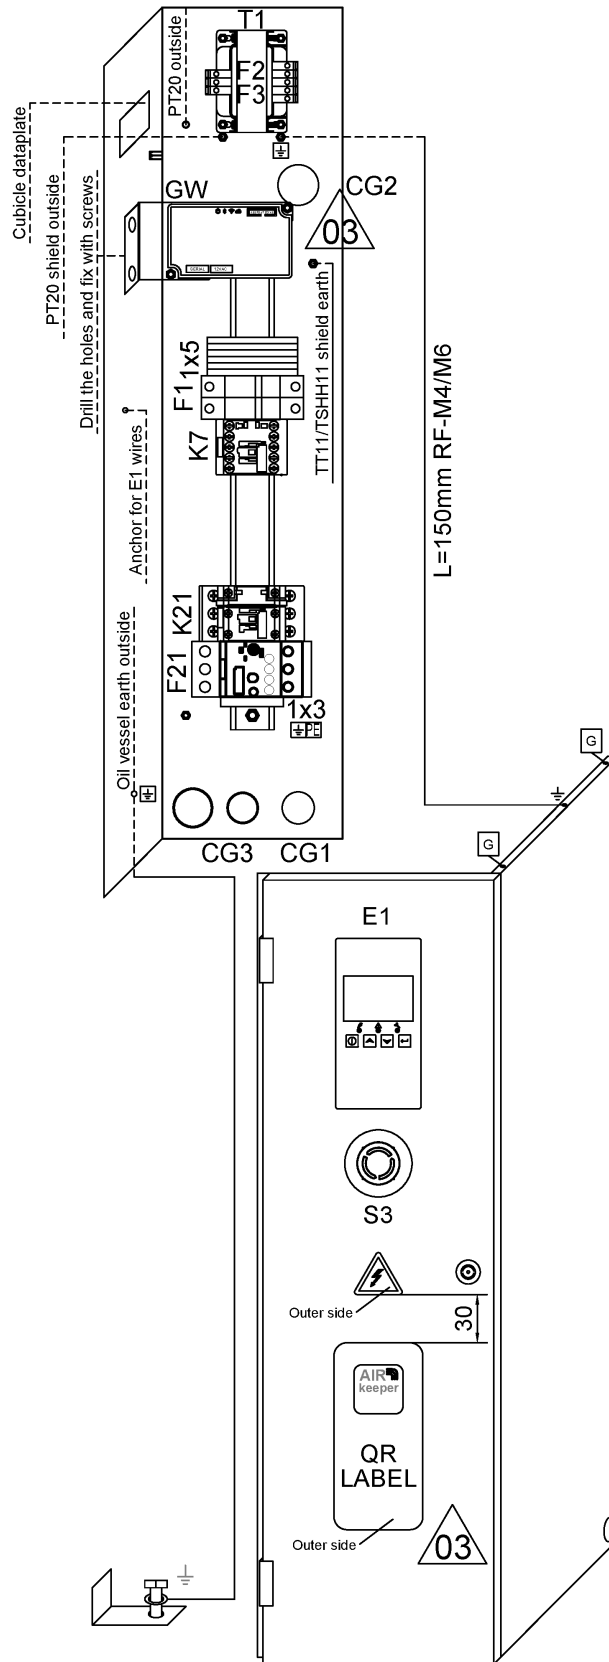 T1
PT20 outside
F2
F3
Cubicle dataplate
PT20 shield outside
Drill the holes and fix with screws
GW
CG2
03
SERIAL
TT11/TSHH11 shield earth
F1 1x5
L=150mm RF-M4/M6
K7
Anchor for E1 wires
K21
F21
Oil vessel earth outside
1x3
PE
G
G
CG3
CG1
E1
S3
Outer side
30
AIR
keeper
QR
LABEL
Outer side
03